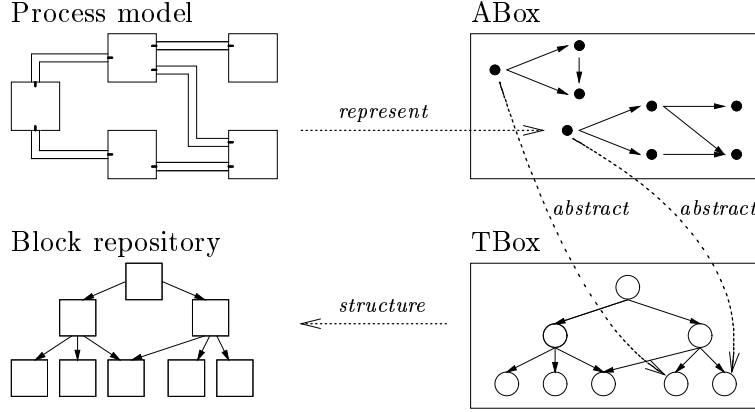 Process model
ABox
represent
abstract
abstract
Block repository
TBox
structure